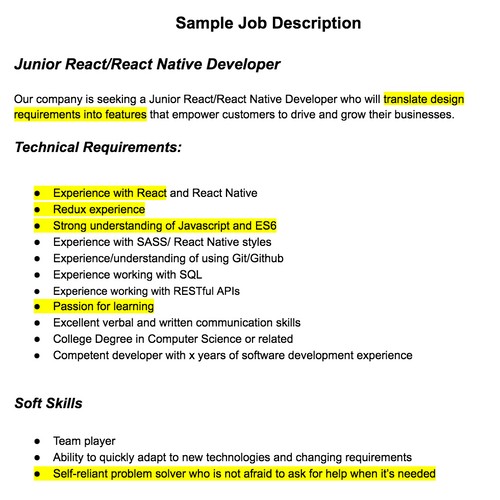 Sample Job Description
Junior React/React Native Developer
Our company is seeking a Junior React/React Native Developer who will translate design
requirements into features that empower customers to drive and grow their businesses.
Technical Requirements:
● Experience with React and React Native
● Redux experience
● Strong understanding of Javascript and ES6
● Experience with SASS/ React Native styles
● Experience/understanding of using Git/Github
● Experience working with SQL
● Experience working with RESTful APIs
● Passion for learning
● Excellent verbal and written communication skills
● College Degree in Computer Science or related
● Competent developer with x years of software development experience
Soft Skills
● Team player
● Ability to quickly adapt to new technologies and changing requirements
● Self-reliant problem solver who is not afraid to ask for help when it's needed